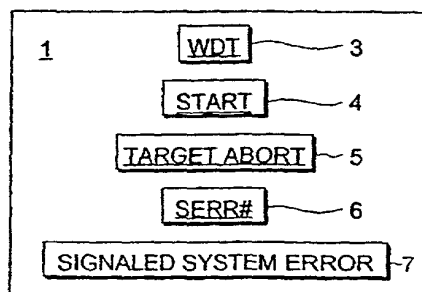 1
WDT 3
START 4
TARGET ABORT 5
SERR# 6
SIGNALED SYSTEM ERROR 7